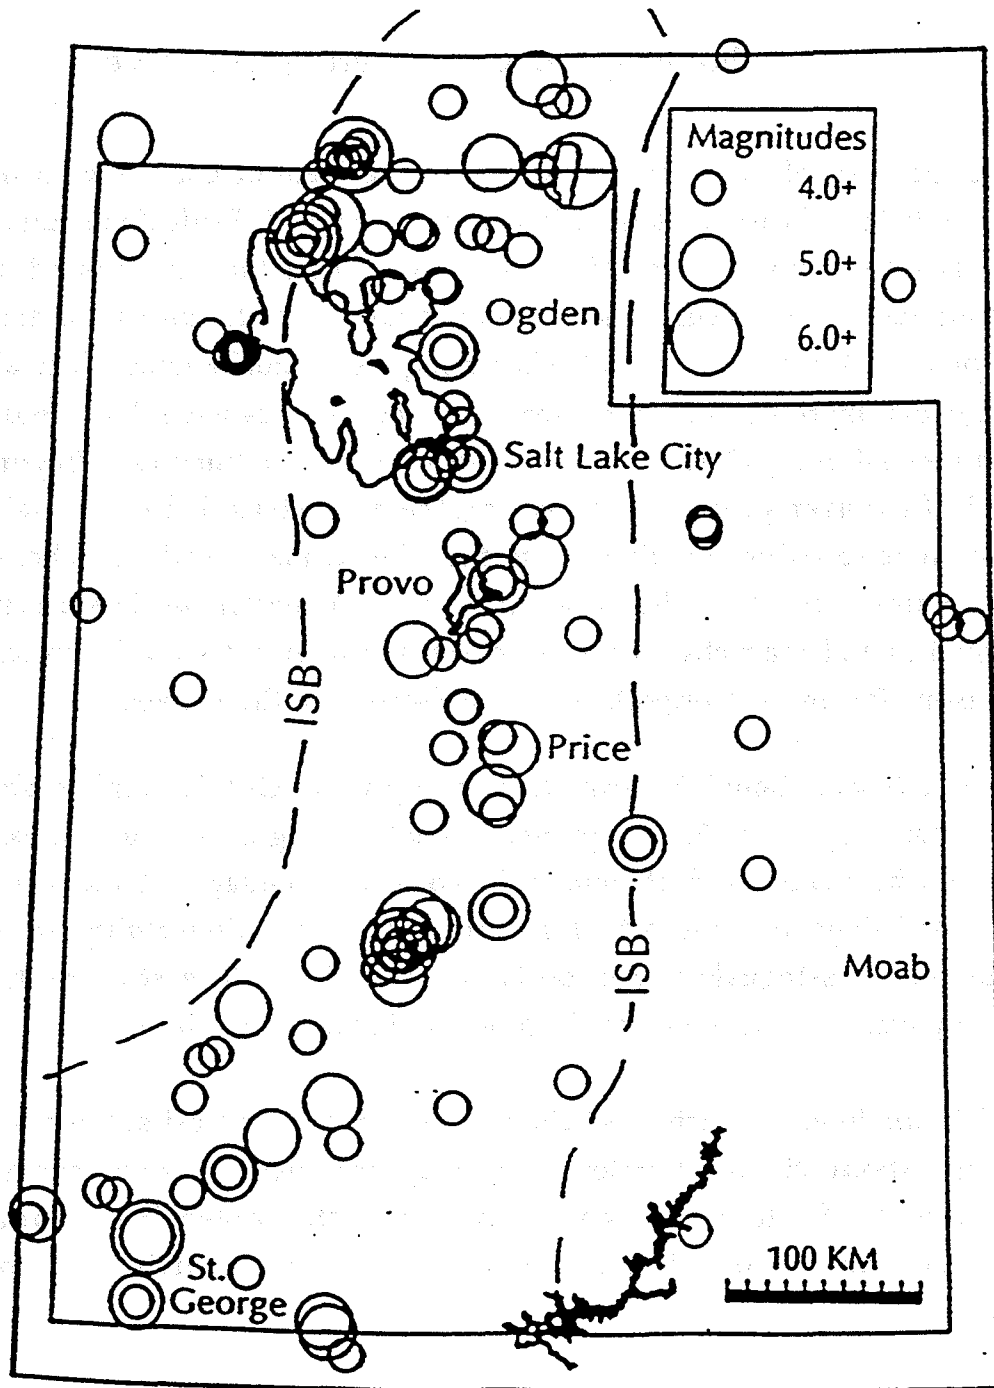 Magnitudes
4.0+
5.0+
6.0+
Ogden
Salt Lake City
Provo
ISB
Price
ISB
Moab
St.
George
100 KM